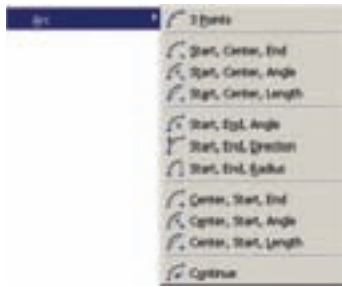 Arc
3 Points
Start, Center, End
Start, Center, Angle
Start, Center, Length
Start, End, Angle
Start, End, Direction
Start, End, Radius
Center, Start, End
Center, Start, Angle
Center, Start, Length
Continue